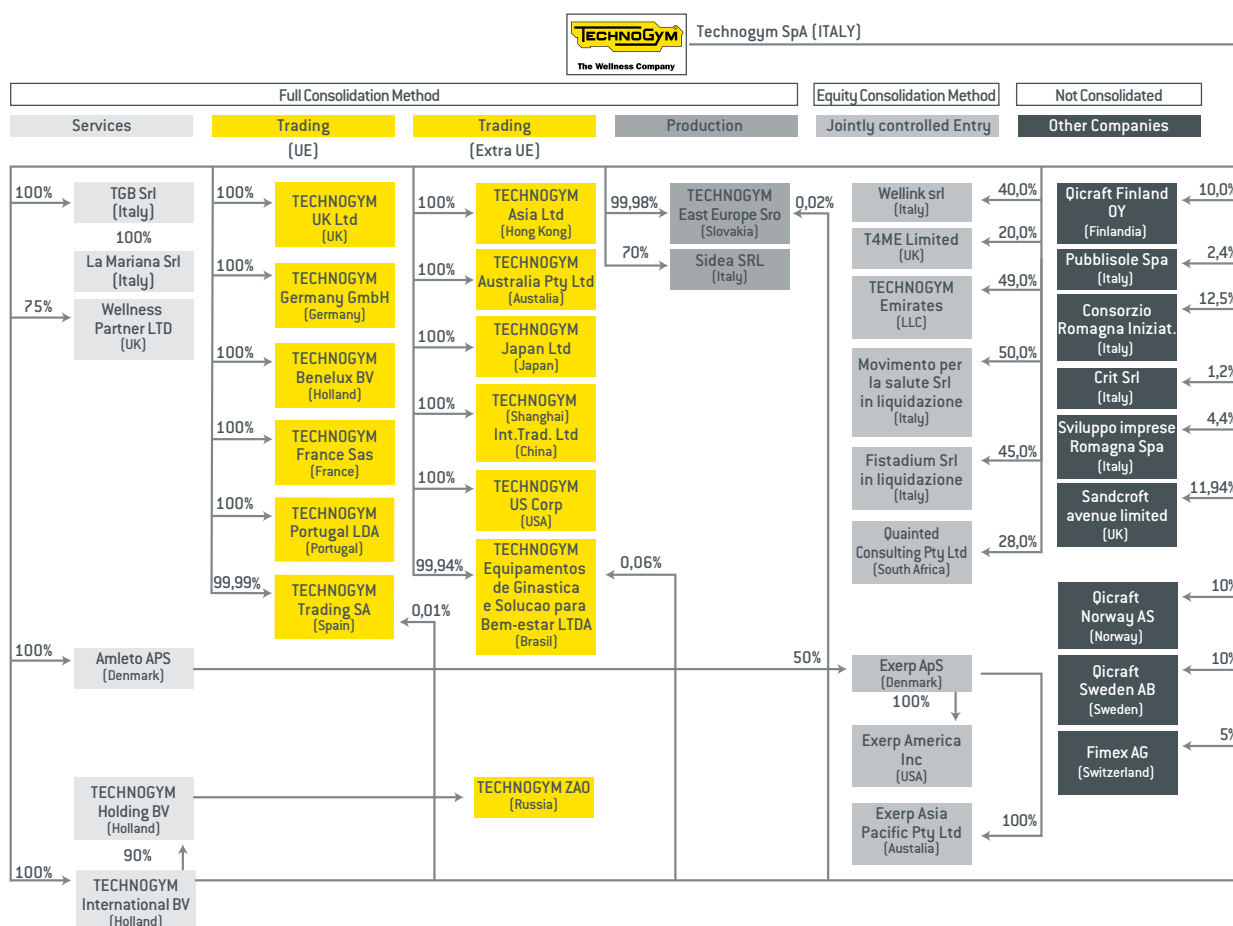 TECHNOGYM
The Wellness Company
Technogym SpA (ITALY)
Full Consolidation Method
Equity Consolidation Method
Not Consolidated
Services
Trading
(UE)
Trading
(Extra UE)
Production
Jointly controlled Entry
Other Companies
100%
TGB Srl
(Italy)
100%
La Mariana Srl
(Italy)
75%
Wellness
Partner LTD
(UK)
100%
Amleto APS
(Denmark)
TECHNOGYM
Holding BV
(Holland)
90%
100%
TECHNOGYM
International BV
(Holland)
100%
TECHNOGYM
UK Ltd
(UK)
100%
TECHNOGYM
Germany GmbH
(Germany)
100%
TECHNOGYM
Benelux BV
(Holland)
100%
TECHNOGYM
France Sas
(France)
100%
TECHNOGYM
Portugal LDA
(Portugal)
99,99%
TECHNOGYM
Trading SA
(Spain)
0,01%
100%
TECHNOGYM
Asia Ltd
(Hong Kong)
100%
TECHNOGYM
Australia Pty Ltd
(Austalia)
100%
TECHNOGYM
Japan Ltd
(Japan)
100%
TECHNOGYM
(Shanghai)
Int.Trad. Ltd
(China)
100%
TECHNOGYM
US Corp
(USA)
99,94%
TECHNOGYM
Equipamentos
de Ginastica
e Solucao para
Bem-estar LTDA
(Brasil)
0,06%
TECHNOGYM ZAO
(Russia)
99,98%
TECHNOGYM
East Europe Sro
(Slovakia)
0,02%
70%
Sidea SRL
(Italy)
Wellink srl
(Italy)
40,0%
T4ME Limited
(UK)
20,0%
TECHNOGYM
Emirates
(LLC)
49,0%
Movimento per
la salute Srl
in liquidazione
(Italy)
50,0%
Fistadium Srl
in liquidazione
(Italy)
45,0%
Quainted
Consulting Pty Ltd
(South Africa)
28,0%
50%
Exerp ApS
(Denmark)
100%
Exerp America
Inc
(USA)
Exerp Asia
Pacific Pty Ltd
(Austalia)
100%
Qicraft Finland
OY
(Finlandia)
10,0%
Pubblisole Spa
(Italy)
2,4%
Consorzio
Romagna Iniziat.
(Italy)
12,5%
Crit Srl
(Italy)
1,2%
Sviluppo imprese
Romagna Spa
(Italy)
4,4%
Sandcroft
avenue limited
(UK)
11,94%
Qicraft
Norway AS
(Norway)
10%
Qicraft
Sweden AB
(Sweden)
10%
Fimex AG
(Switzerland)
5%